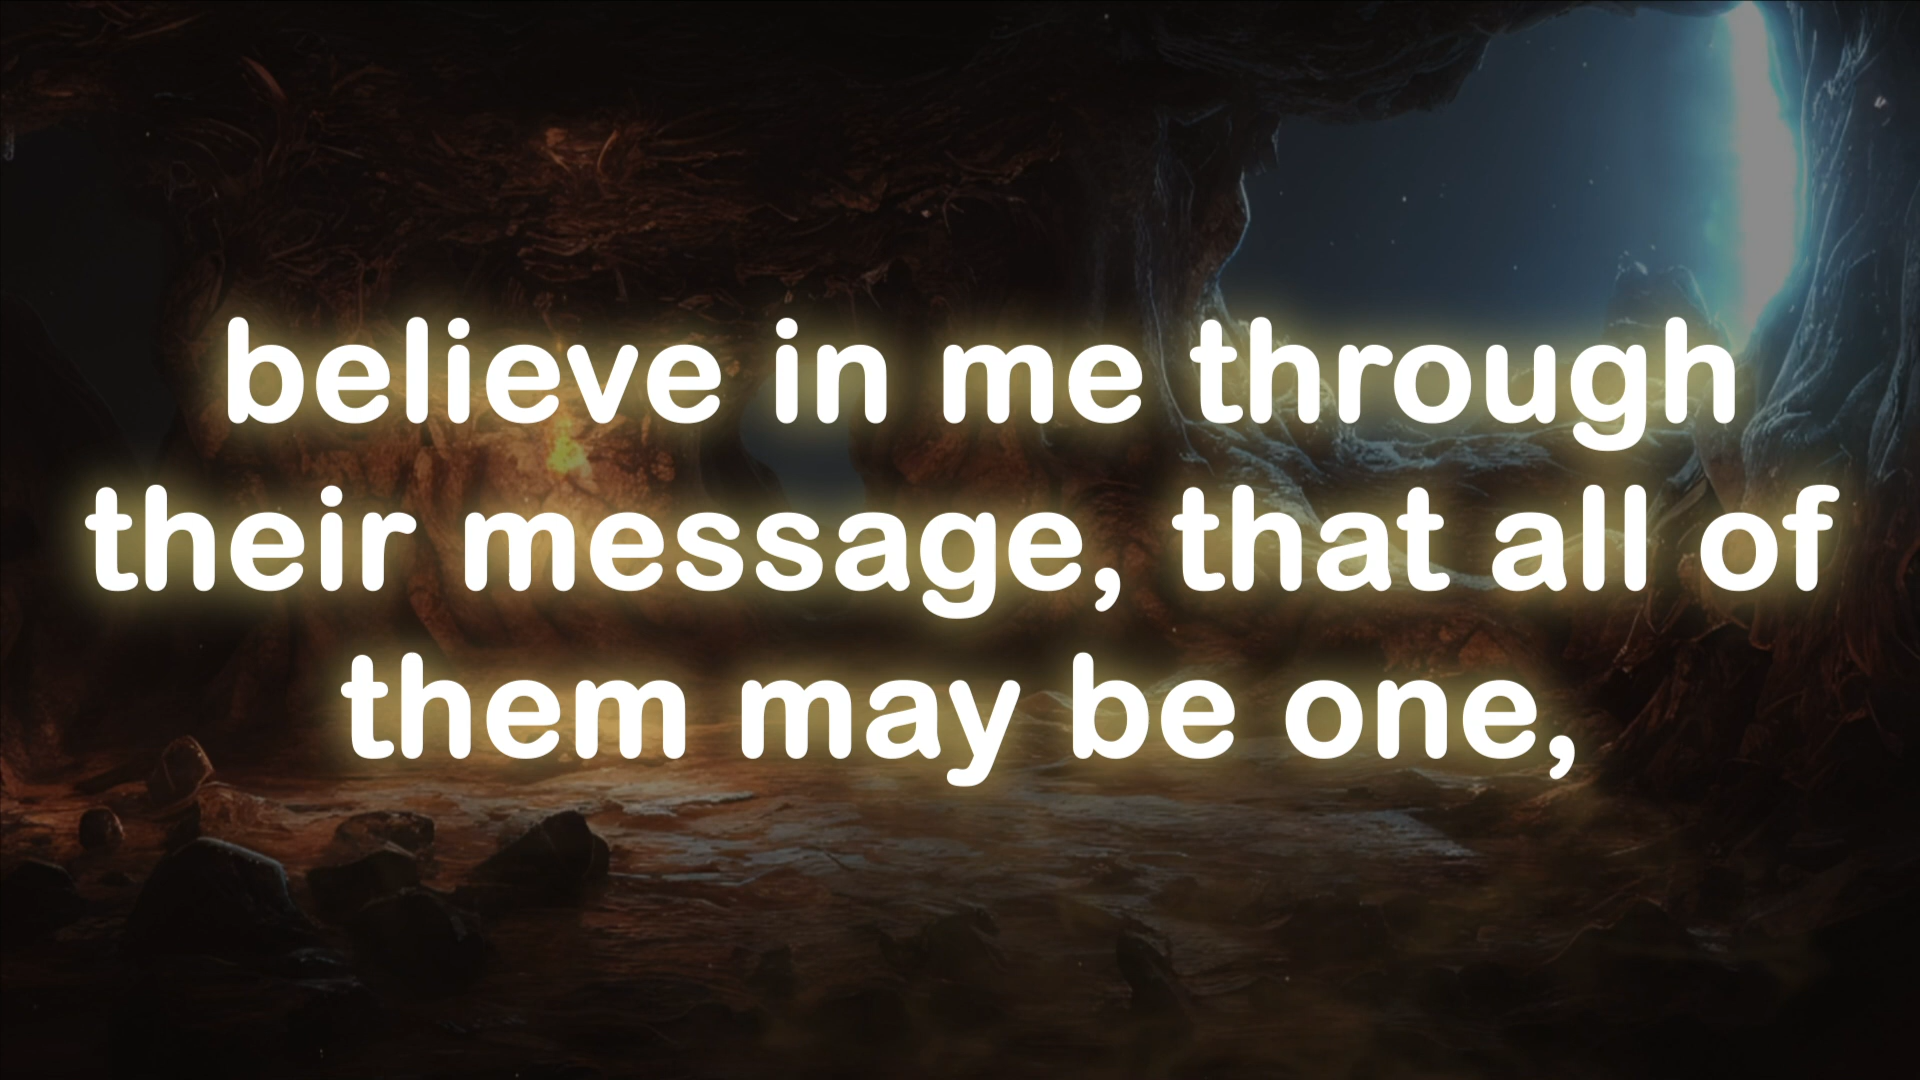 believe in me through
their message, that all of
them may be one,